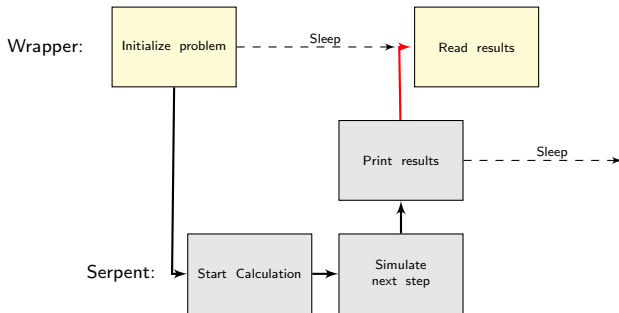 Wrapper:
Initialize problem
Sleep
Read results
Print results
Sleep
Serpent:
Start Calculation
Simulate
next step